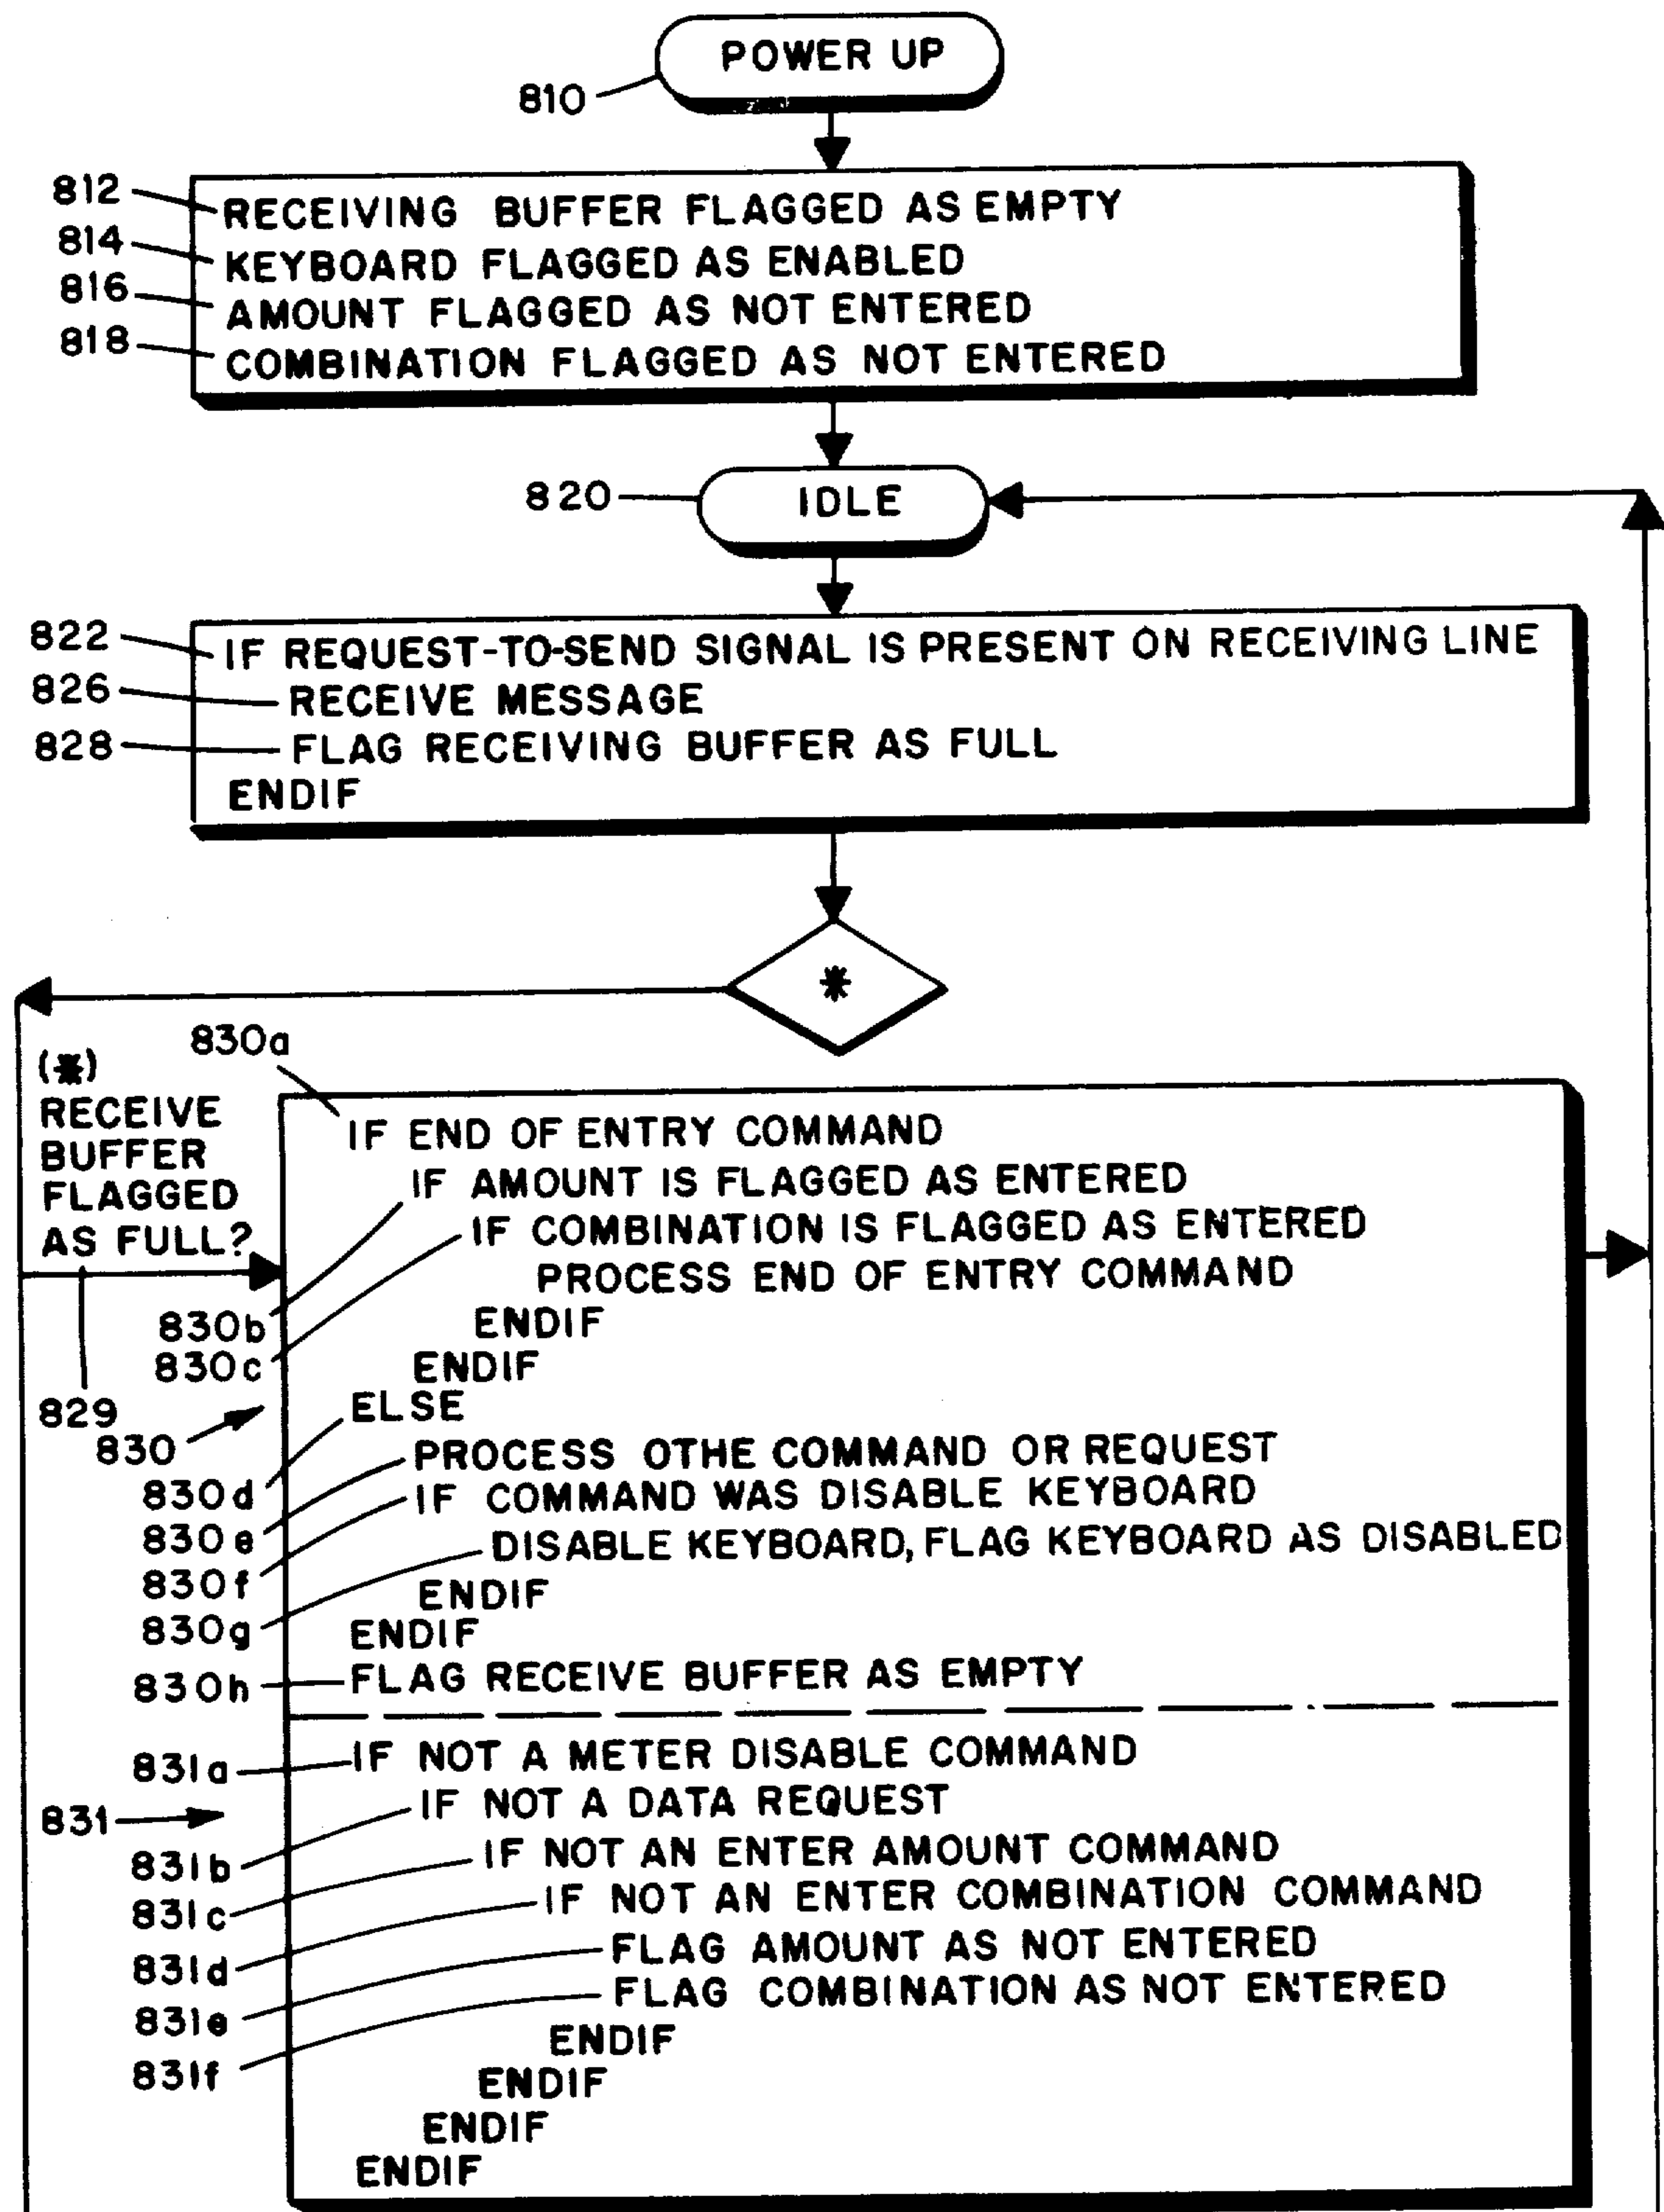 POWER UP
810
812
RECEIVING BUFFER FLAGGED AS EMPTY
814
KEYBOARD FLAGGED AS ENABLED
816
AMOUNT FLAGGED AS NOT ENTERED
818
COMBINATION FLAGGED AS NOT ENTERED
820
IDLE
822
IF REQUEST-TO-SEND SIGNAL IS PRESENT ON RECEIVING LINE
826
RECEIVE MESSAGE
828
FLAG RECEIVING BUFFER AS FULL
ENDIF
*
(*)
RECEIVE
BUFFER
FLAGGED
AS FULL?
829
830
830a
IF END OF ENTRY COMMAND
IF AMOUNT IS FLAGGED AS ENTERED
IF COMBINATION IS FLAGGED AS ENTERED
PROCESS END OF ENTRY COMMAND
830b
ENDIF
830c
ENDIF
ELSE
830d
PROCESS OTHE COMMAND OR REQUEST
830e
IF COMMAND WAS DISABLE KEYBOARD
830f
DISABLE KEYBOARD, FLAG KEYBOARD AS DISABLED
830g
ENDIF
ENDIF
830h
FLAG RECEIVE BUFFER AS EMPTY
831a
IF NOT A METER DISABLE COMMAND
831
IF NOT A DATA REQUEST
831b
IF NOT AN ENTER AMOUNT COMMAND
831c
IF NOT AN ENTER COMBINATION COMMAND
831d
FLAG AMOUNT AS NOT ENTERED
831e
FLAG COMBINATION AS NOT ENTERED
831f
ENDIF
ENDIF
ENDIF
ENDIF